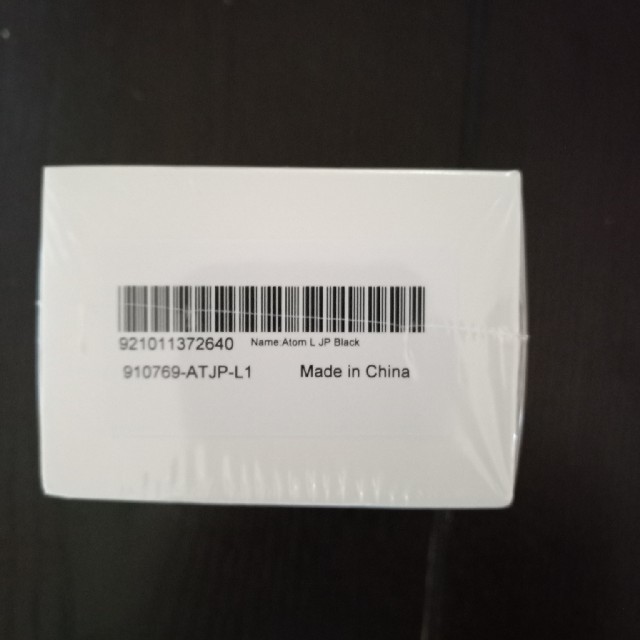 921011372640 Name:Atom L JP Black
910769-ATJP-L1 Made in China